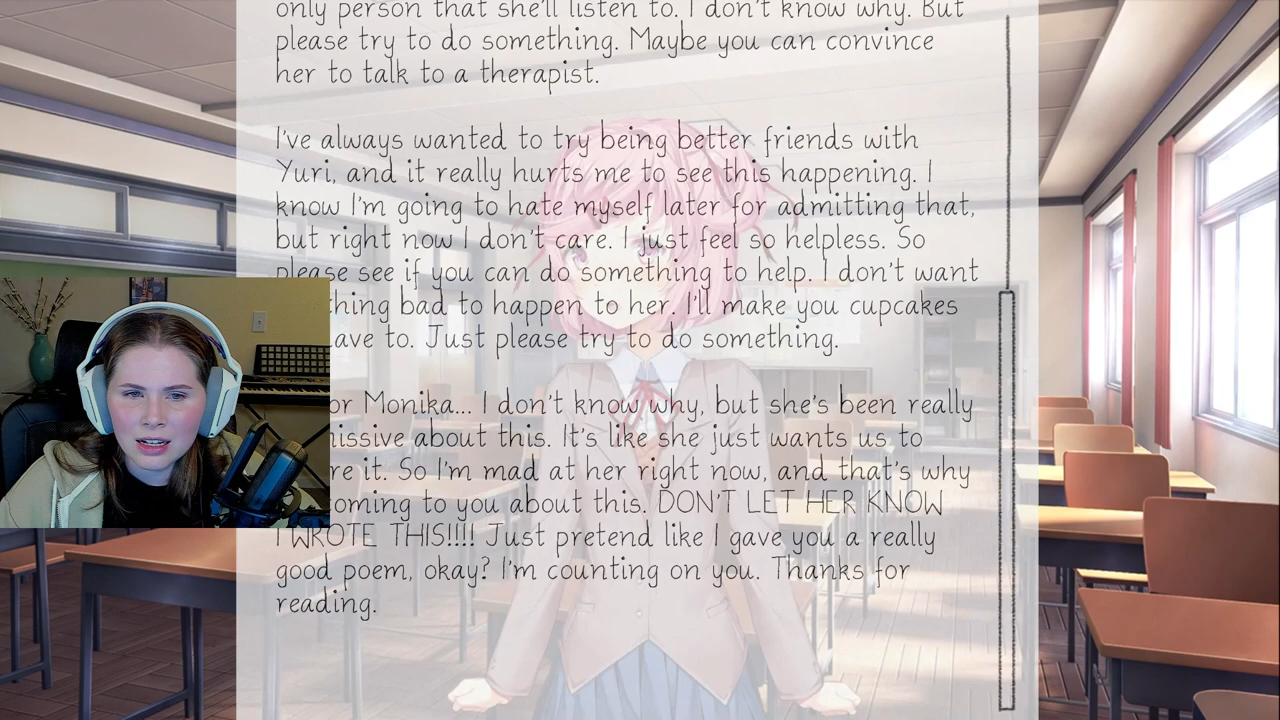 only person that she'll listen to. I don't know why. But
please try to do something. Maybe you can convince
her to talk to a therapist.
I've always wanted to try being better friends with
Yuri, and it really hurts me to see this happening. I
know I'm going to hate myself later for admitting that,
but right now I don't care. I just feel so helpless. So
please see if you can do something to help. I don't want
thing bad to happen to her. I'll make you cupcakes
ave to. Just please try to do something.
or Monika... I don't know why, but she's been really
missive about this. It's like she just wants us to
re it. So I'm mad at her right now, and that's why
oming to you about this. DON'T LET HER KNOW
I WROTE THIS!!!! Just pretend like I gave you a really
good poem, okay? I'm counting on you. Thanks for
reading.